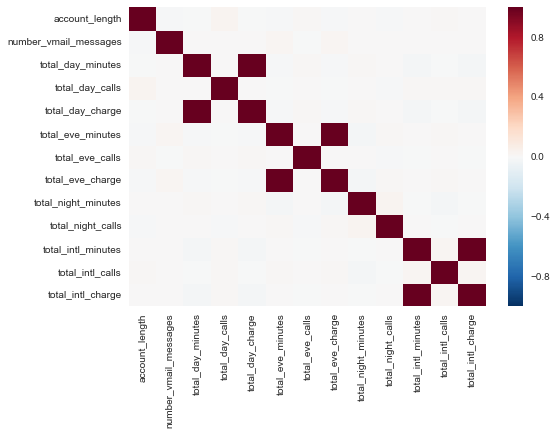 account_length
number_vmail_messages
total_day_minutes
total_day_calls
total_day_charge
total_eve_minutes
total_eve_calls
total_eve_charge
total_night_minutes
total_night_calls
total_intl_minutes
total_intl_calls
total_intl_charge
0.8
0.4
0.0
−0.4
−0.8
account_length
number_vmail_messages
total_day_minutes
total_day_calls
total_day_charge
total_eve_minutes
total_eve_calls
total_eve_charge
total_night_minutes
total_night_calls
total_intl_minutes
total_intl_calls
total_intl_charge